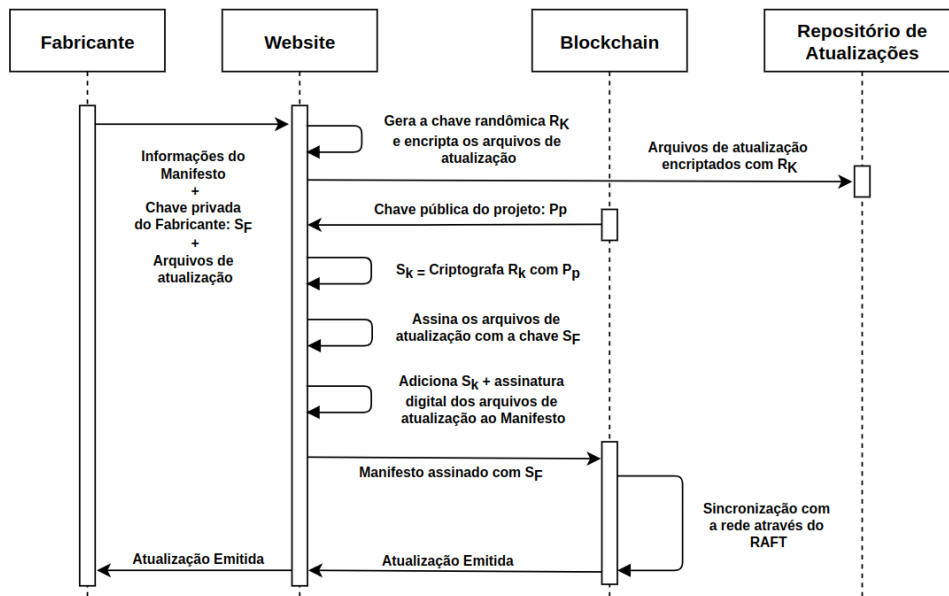 Fabricante
Website
Blockchain
Repositório de
Atualizações
Informações do
Manifesto
+
Chave privada
do Fabricante: SF
+
Arquivos de
atualização
Gera a chave randômica RK
e encripta os arquivos de
atualização
Arquivos de atualização
encriptados com RK
Chave pública do projeto: Pp
Sk = Criptografa Rk com Pp
Assina os arquivos de
atualização com a chave SF
Adiciona Sk + assinatura
digital dos arquivos de
atualização ao Manifesto
Manifesto assinado com SF
Sincronização com
a rede através do
RAFT
Atualização Emitida
Atualização Emitida